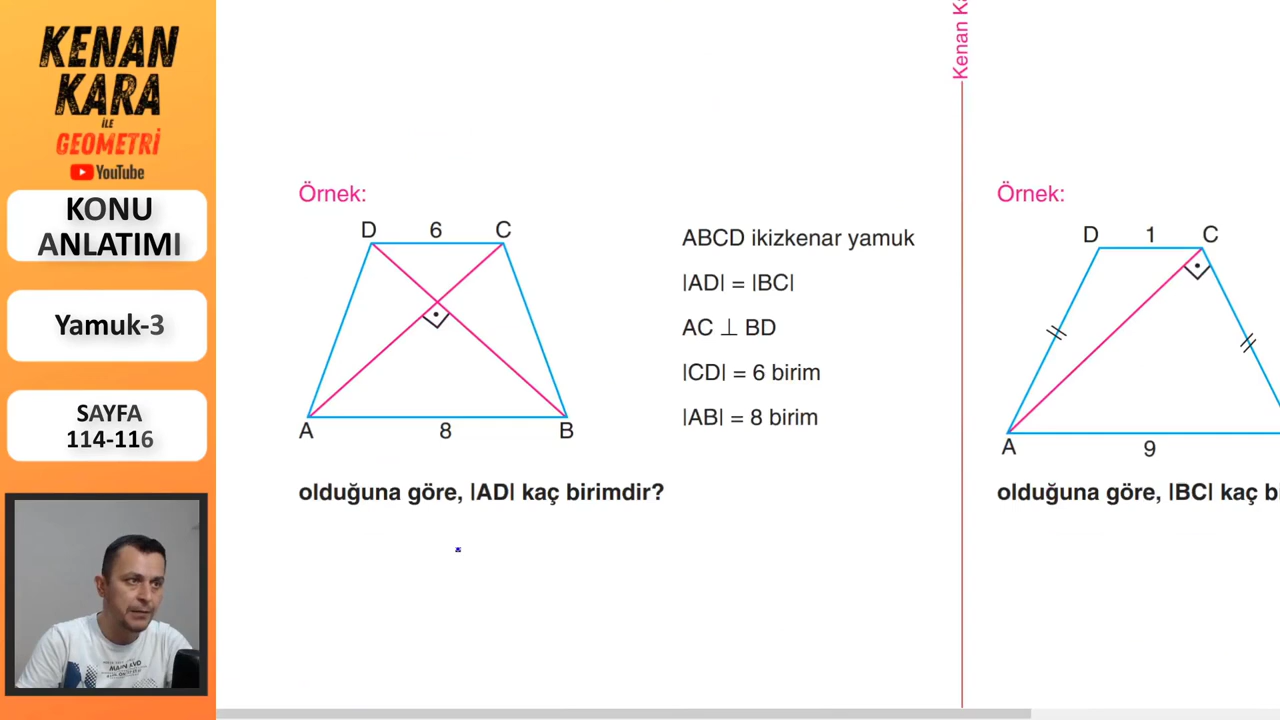 KENAN
KARA
İLE
GEOMETRİ
YouTube
KONU
ANLATIMI
Yamuk-3
SAYFA
114-116
Örnek:
D 6 C
A 8 B
ABCD ikizkenar yamuk
|AD| = |BC|
AC ⊥ BD
|CD| = 6 birim
|AB| = 8 birim
olduğuna göre, |AD| kaç birimdir?
Kenan Ka
Örnek:
D 1 C
A 9
olduğuna göre, |BC| kaç bi